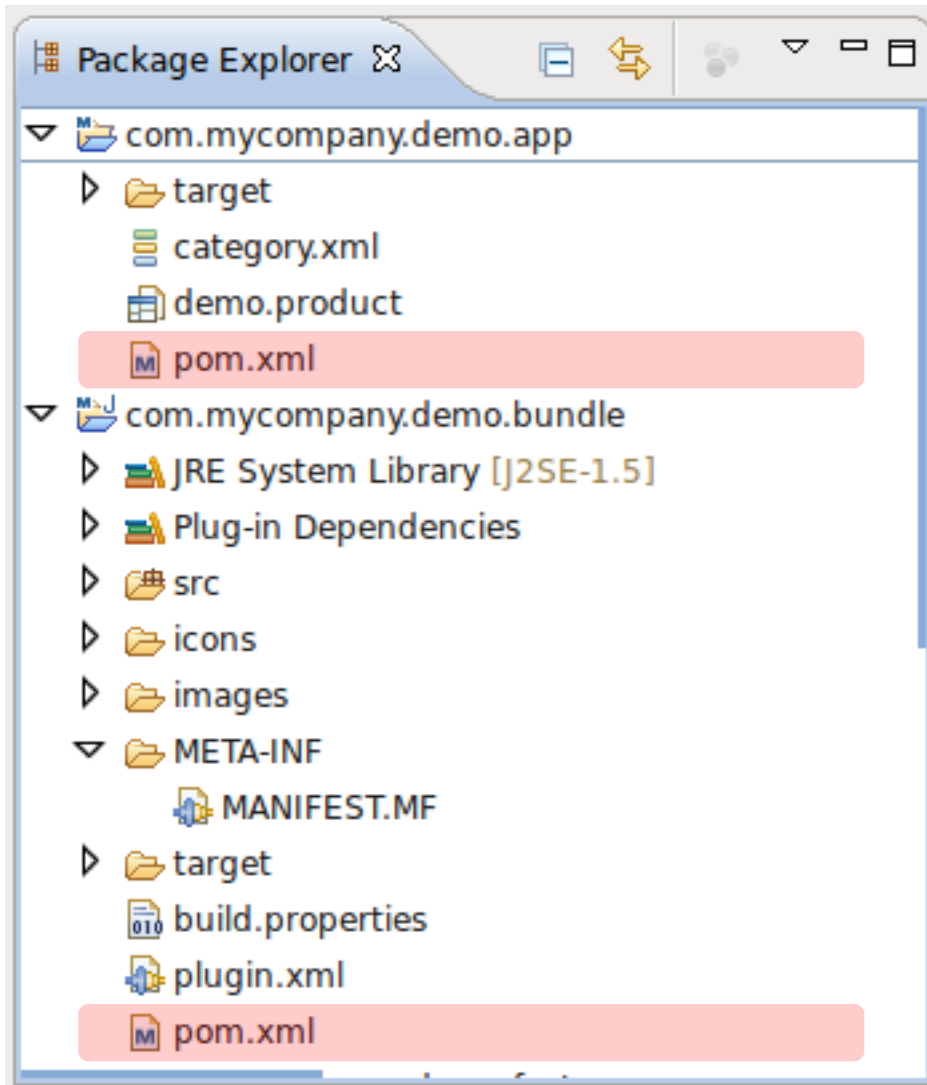 Package Explorer
com.mycompany.demo.app
target
category.xml
demo.product
pom.xml
com.mycompany.demo.bundle
JRE System Library [J2SE-1.5]
Plug-in Dependencies
src
icons
images
META-INF
MANIFEST.MF
target
build.properties
plugin.xml
pom.xml